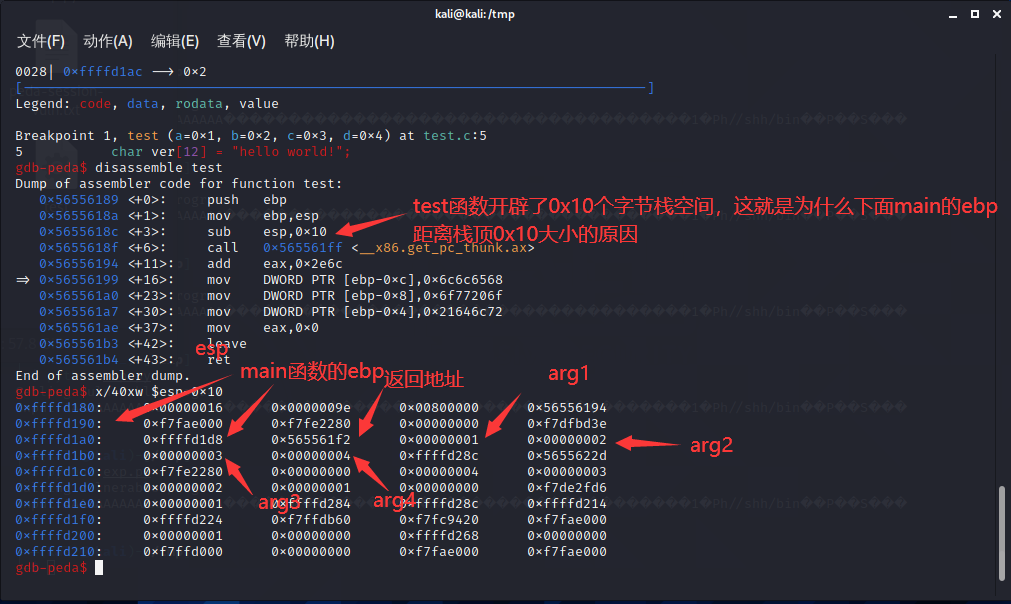 kali@kali: /tmp
文件(F) 动作(A) 编辑(E) 查看(V) 帮助(H)
0028| 0×ffffd1ac --> 0×2
[------------------------------------------------------------------------------]
Legend: code, data, rodata, value
Breakpoint 1, test (a=0×1, b=0×2, c=0×3, d=0×4) at test.c:5
5 char ver[12] = "hello world!";
gdb-peda$ disassemble test
Dump of assembler code for function test:
0×56556189 <+0>: push ebp
0×5655618a <+1>: mov ebp,esp
0×5655618c <+3>: sub esp,0×10
0×5655618f <+6>: call 0×565561ff <__x86.get_pc_thunk.ax>
0×56556194 <+11>: add eax,0×2e6c
=> 0×56556199 <+16>: mov DWORD PTR [ebp-0×c],0×6c6c6568
0×565561a0 <+23>: mov DWORD PTR [ebp-0×8],0×6f77206f
0×565561a7 <+30>: mov DWORD PTR [ebp-0×4],0×21646c72
0×565561ae <+37>: mov eax,0×0
0×565561b3 <+42>: leave
0×565561b4 <+43>: ret
End of assembler dump.
gdb-peda$ x/40xw $esp-0×10
0×ffffd180: 0×00000016 0×0000009e 0×00800000 0×56556194
0×ffffd190: 0×f7fae000 0×f7fe2280 0×00000000 0×f7dfbd3e
0×ffffd1a0: 0×ffffd1d8 0×565561f2 0×00000001 0×00000002
0×ffffd1b0: 0×00000003 0×00000004 0×ffffd28c 0×5655622d
0×ffffd1c0: 0×f7fe2280 0×00000000 0×00000004 0×00000003
0×ffffd1d0: 0×00000002 0×00000001 0×00000000 0×f7de2fd6
0×ffffd1e0: 0×00000001 0×ffffd284 0×ffffd28c 0×ffffd214
0×ffffd1f0: 0×ffffd224 0×f7ffdb60 0×f7fc9420 0×f7fae000
0×ffffd200: 0×00000001 0×00000000 0×ffffd268 0×00000000
0×ffffd210: 0×f7ffd000 0×00000000 0×f7fae000 0×f7fae000
gdb-peda$
test函数开辟了0x10个字节栈空间，这就是为什么下面main的ebp
距离栈顶0x10大小的原因
esp
main函数的ebp
返回地址
arg1
arg2
arg3
arg4